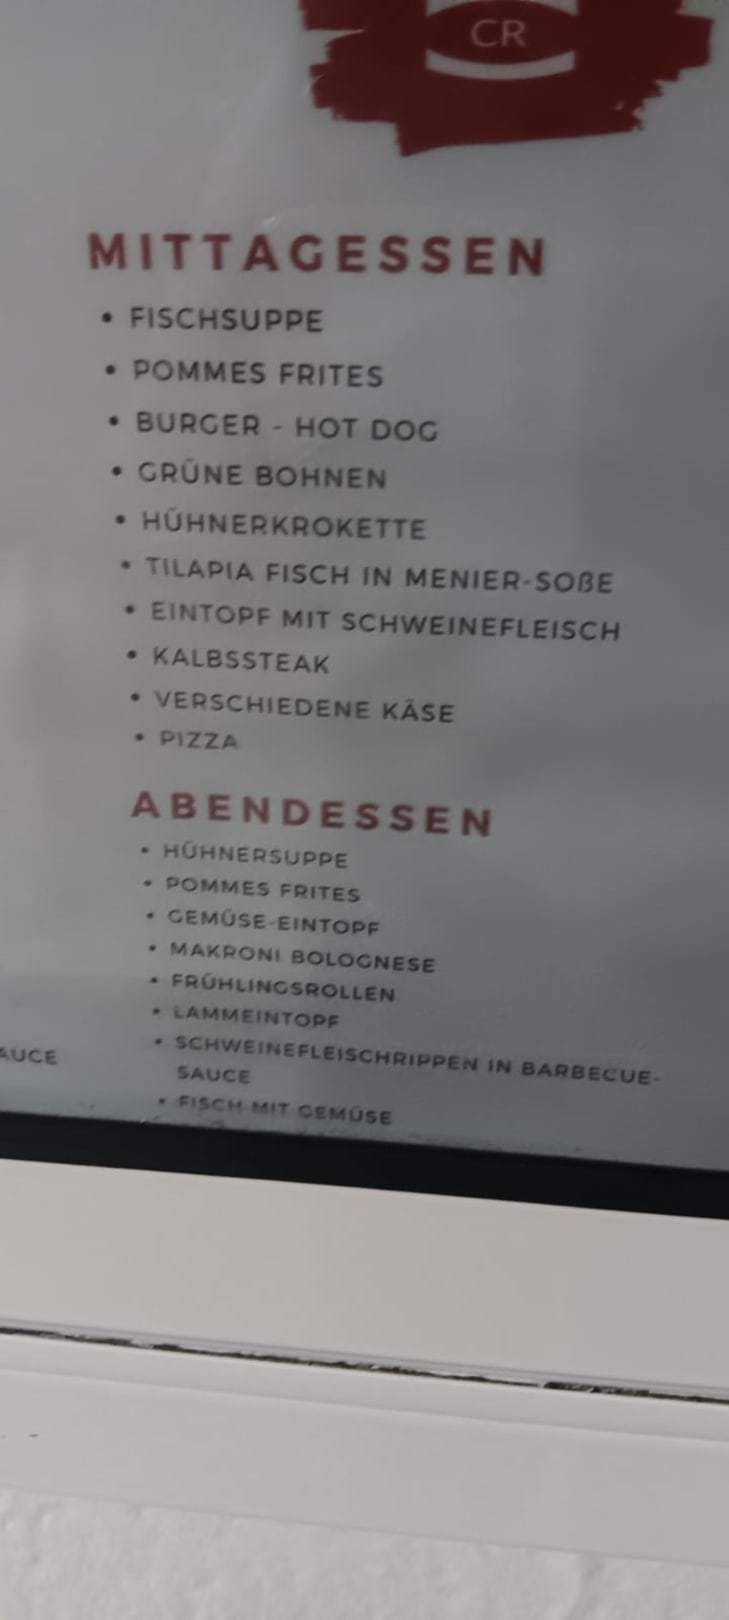 CR
MITTAGESSEN
• FISCHSUPPE
• POMMES FRITES
• BURGER - HOT DOG
• GRÜNE BOHNEN
• HÜHNERKROKETTE
• TILAPIA FISCH IN MENIER-SOßE
• EINTOPF MIT SCHWEINEFLEISCH
• KALBSSTEAK
• VERSCHIEDENE KÄSE
• PIZZA
ABENDESSEN
• HÜHNERSUPPE
• POMMES FRITES
• GEMÜSE-EINTOPF
• MAKRONI BOLOGNESE
• FRÜHLINGSROLLEN
• LAMMEINTOPF
• SCHWEINEFLEISCHRIPPEN IN BARBECUE-
SAUCE
• FISCH MIT GEMÜSE